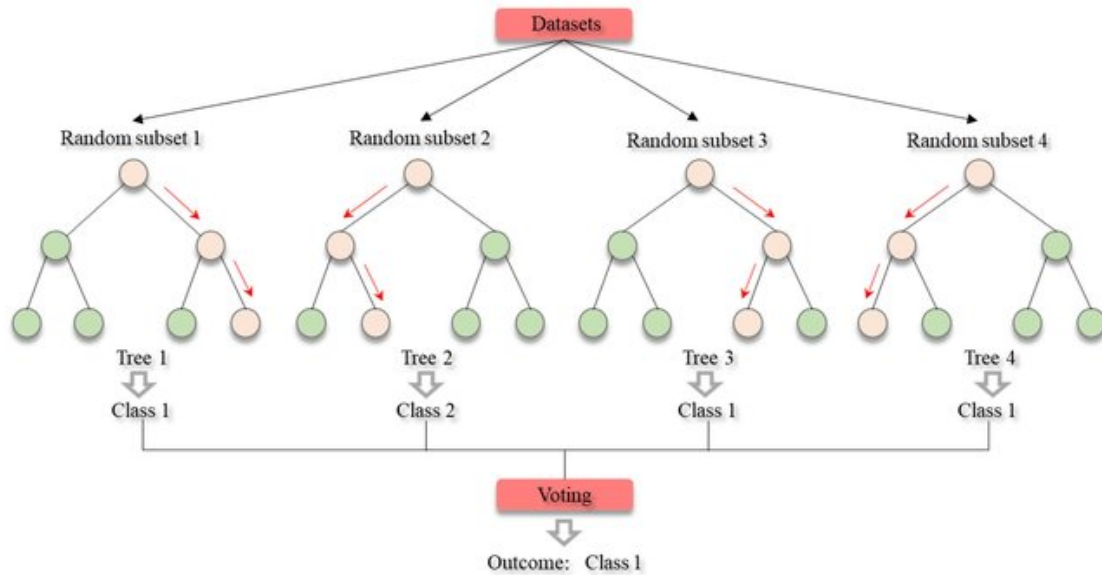 Datasets
Random subset 1
Random subset 2
Random subset 3
Random subset 4
Tree 1
Tree 2
Tree 3
Tree 4
Class 1
Class 2
Class 1
Class 1
Voting
Outcome: Class 1